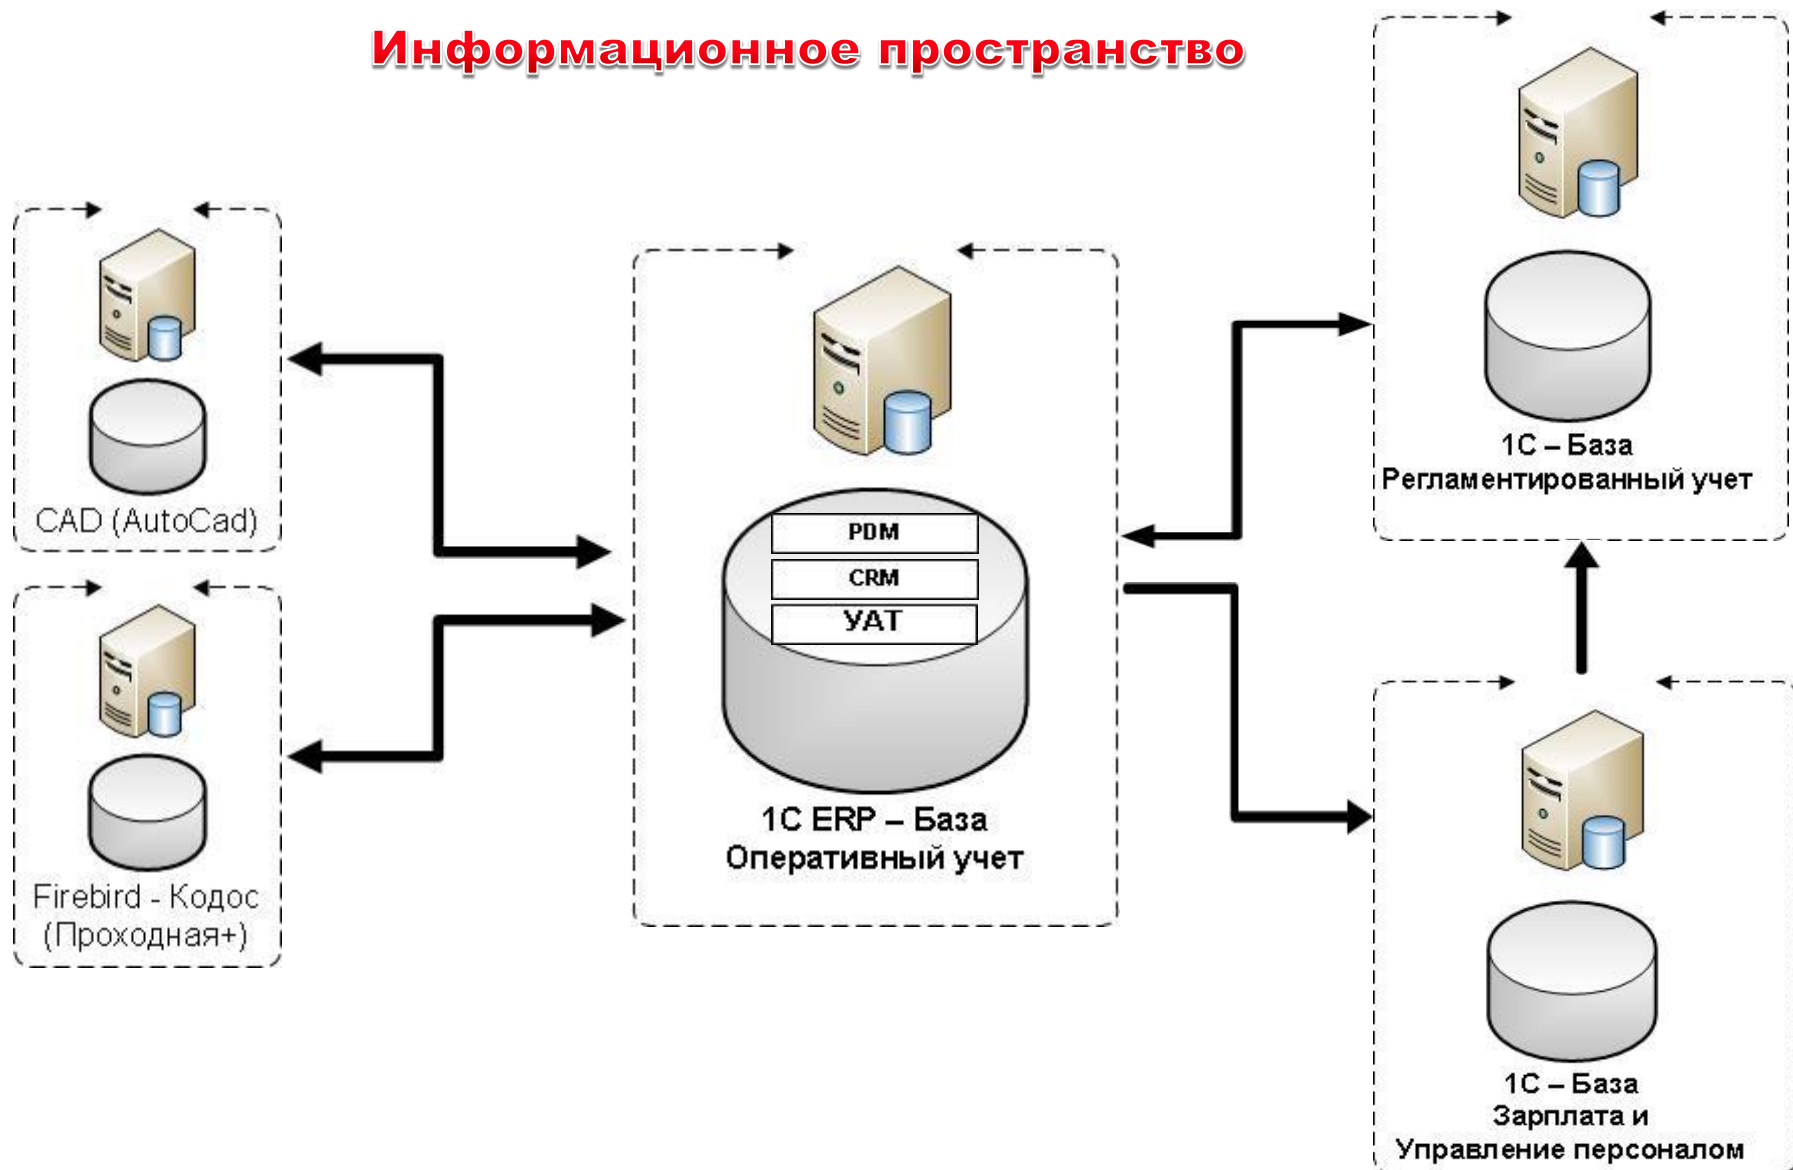 Информационное пространство
CAD (AutoCad)
Firebird - Кодос
(Проходная+)
PDM
CRM
УАТ
1С ERP – База
Оперативный учет
1С – База
Регламентированный учет
1С – База
Зарплата и
Управление персоналом